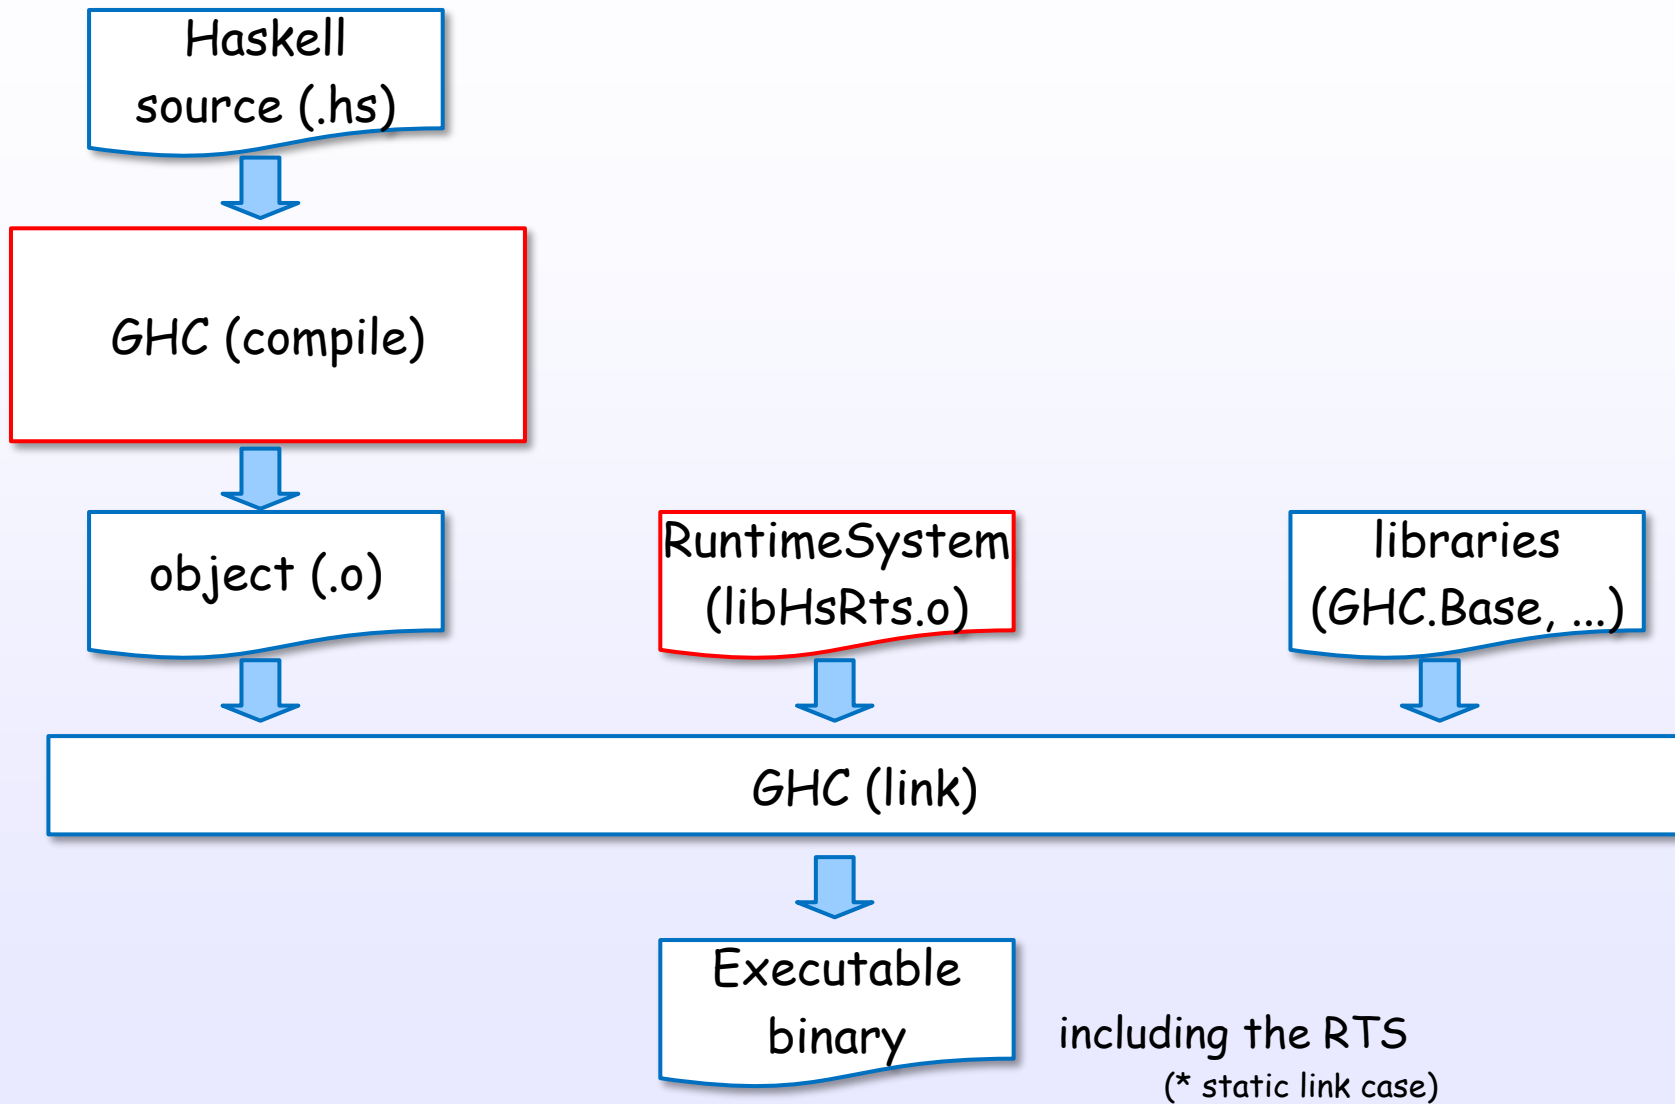 Haskell
source (.hs)
GHC (compile)
object (.o)
RuntimeSystem
(libHsRts.o)
libraries
(GHC.Base, ...)
GHC (link)
Executable
binary
including the RTS
(* static link case)